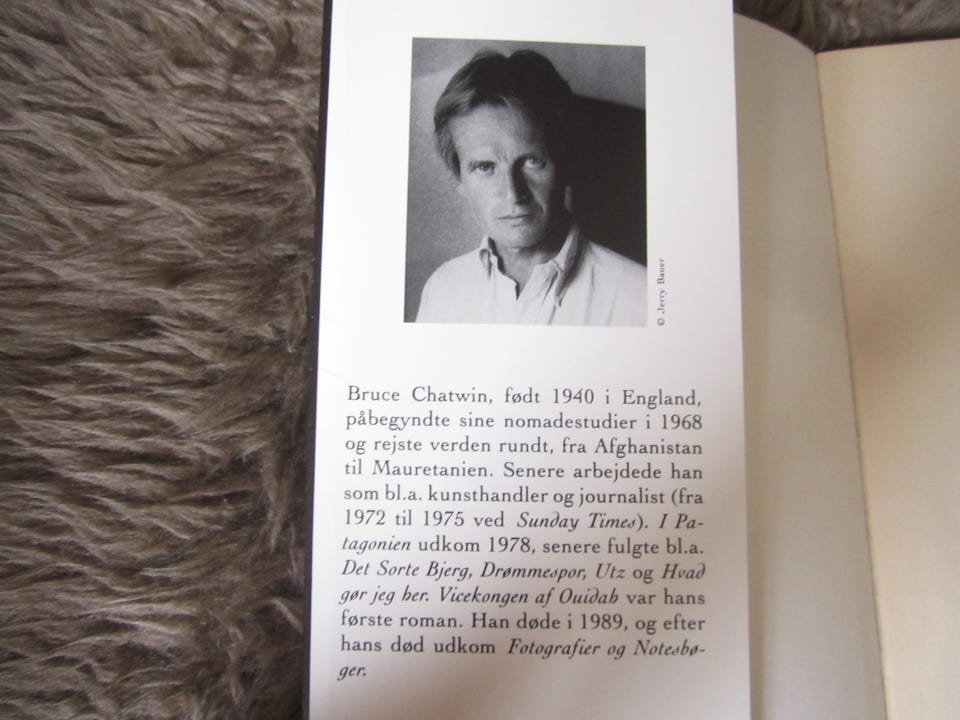 © Jerry Bauer
Bruce Chatwin, født 1940 i England,
påbegyndte sine nomadestudier i 1968
og rejste verden rundt, fra Afghanistan
til Mauretanien. Senere arbejdede han
som bl.a. kunsthandler og journalist (fra
1972 til 1975 ved Sunday Times). I Pa-
tagonien udkom 1978, senere fulgte bl.a.
Det Sorte Bjerg, Drømmespor, Utz og Hvad
gør jeg her. Vicekongen af Ouidah var hans
første roman. Han døde i 1989, og efter
hans død udkom Fotografier og Notesbø-
ger.